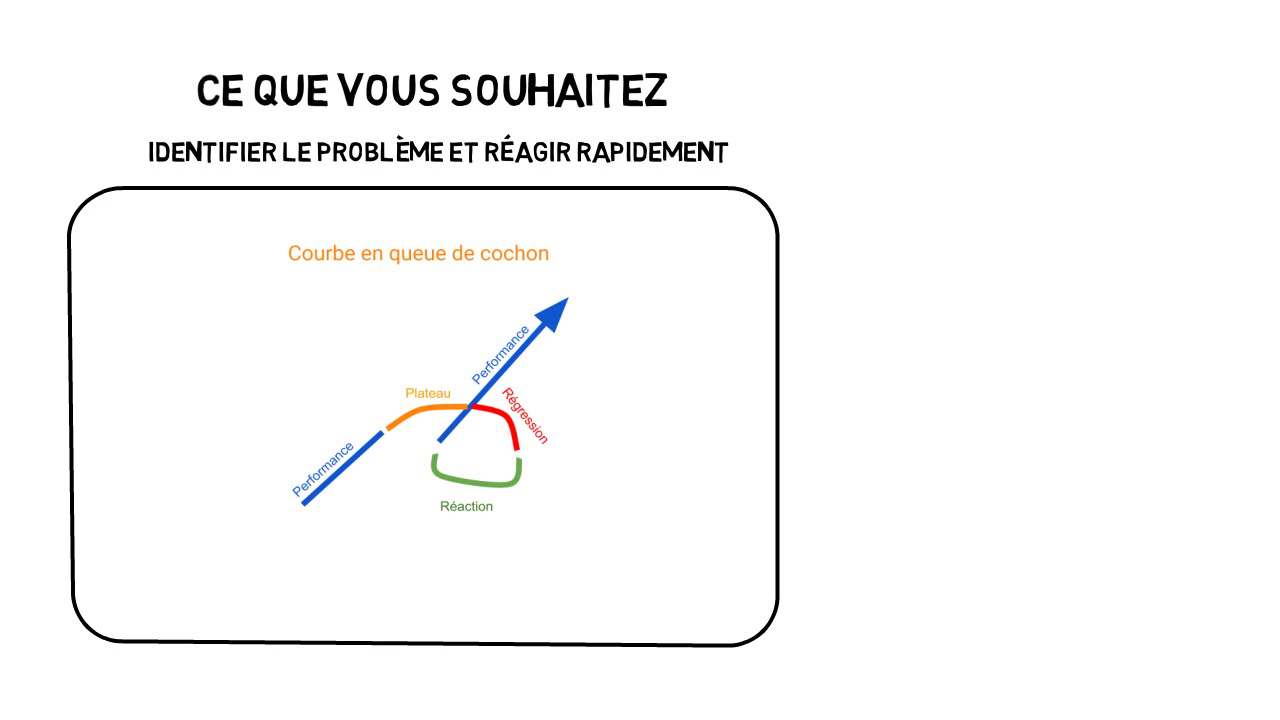 CE QUE VOUS SOUHAITEZ
IDENTIFIER LE PROBLÈME ET RÉAGIR RAPIDEMENT
Courbe en queue de cochon
Performance
Plateau
Régression
Performance
Réaction